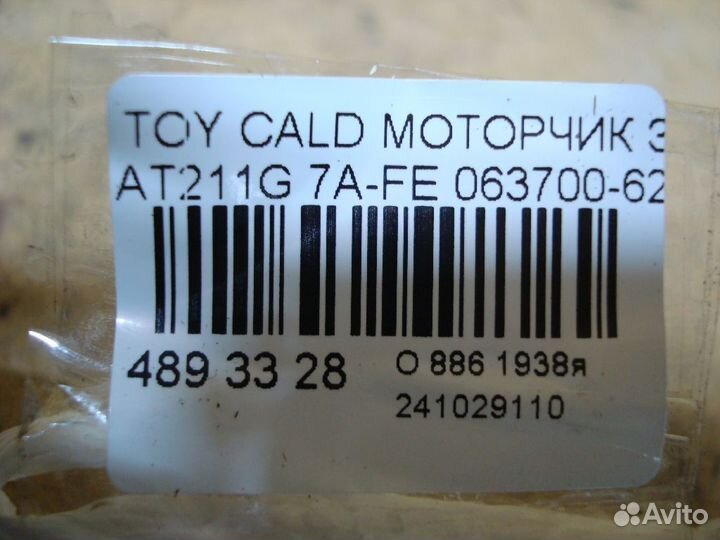 TOY CALD МОТОРЧИК З
AT211G 7A-FE 063700-62
489 33 28
О 886 1938я
241029110
Avito